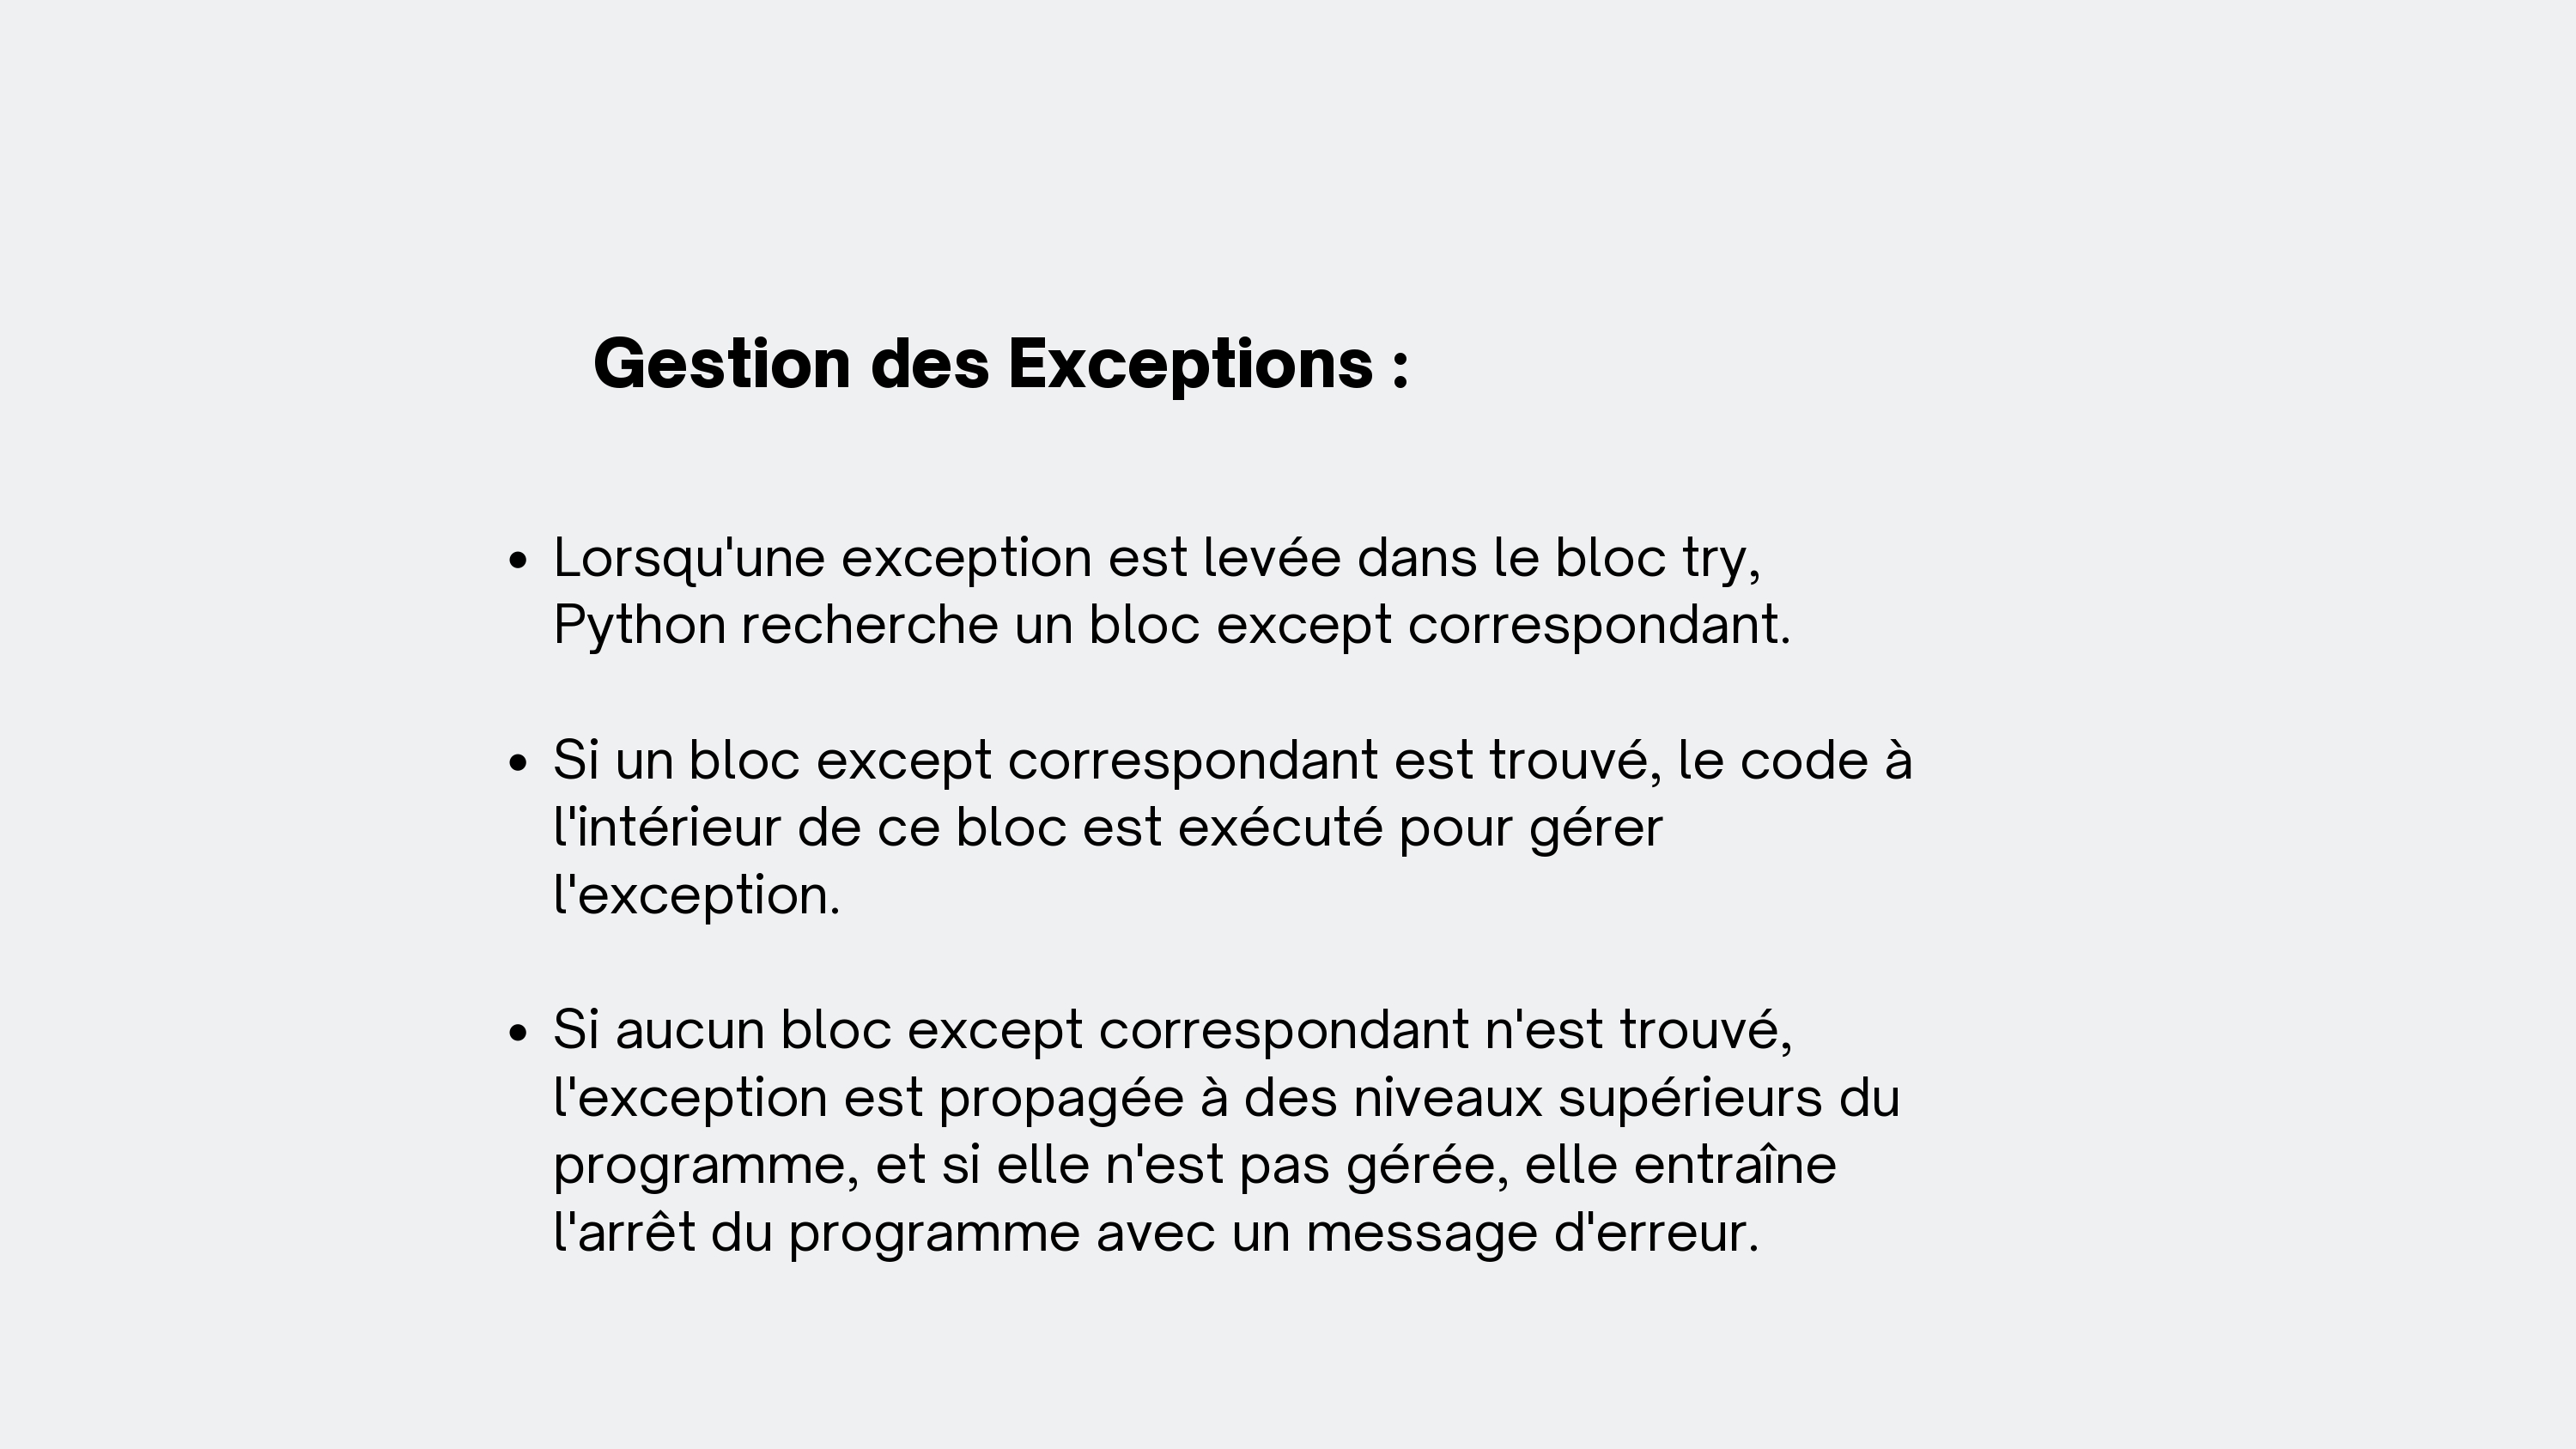 Gestion des Exceptions :
• Lorsqu'une exception est levée dans le bloc try,
Python recherche un bloc except correspondant.
• Si un bloc except correspondant est trouvé, le code à
l'intérieur de ce bloc est exécuté pour gérer
l'exception.
• Si aucun bloc except correspondant n'est trouvé,
l'exception est propagée à des niveaux supérieurs du
programme, et si elle n'est pas gérée, elle entraîne
l'arrêt du programme avec un message d'erreur.